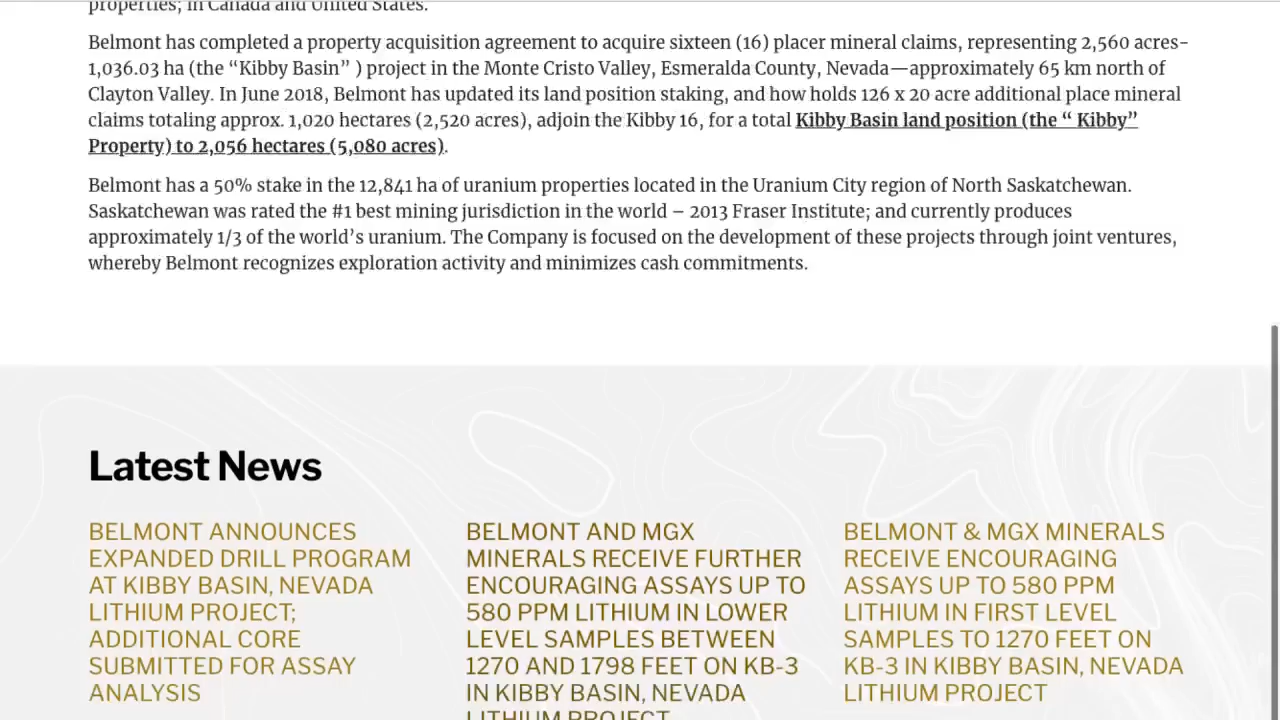 properties; in Canada and United States.
Belmont has completed a property acquisition agreement to acquire sixteen (16) placer mineral claims, representing 2,560 acres-
1,036.03 ha (the “Kibby Basin” ) project in the Monte Cristo Valley, Esmeralda County, Nevada—approximately 65 km north of
Clayton Valley. In June 2018, Belmont has updated its land position staking, and how holds 126 x 20 acre additional place mineral
claims totaling approx. 1,020 hectares (2,520 acres), adjoin the Kibby 16, for a total Kibby Basin land position (the “ Kibby”
Property) to 2,056 hectares (5,080 acres).
Belmont has a 50% stake in the 12,841 ha of uranium properties located in the Uranium City region of North Saskatchewan.
Saskatchewan was rated the #1 best mining jurisdiction in the world – 2013 Fraser Institute; and currently produces
approximately 1/3 of the world’s uranium. The Company is focused on the development of these projects through joint ventures,
whereby Belmont recognizes exploration activity and minimizes cash commitments.
Latest News
BELMONT ANNOUNCES
EXPANDED DRILL PROGRAM
AT KIBBY BASIN, NEVADA
LITHIUM PROJECT;
ADDITIONAL CORE
SUBMITTED FOR ASSAY
ANALYSIS
BELMONT AND MGX
MINERALS RECEIVE FURTHER
ENCOURAGING ASSAYS UP TO
580 PPM LITHIUM IN LOWER
LEVEL SAMPLES BETWEEN
1270 AND 1798 FEET ON KB-3
IN KIBBY BASIN, NEVADA
LITHIUM PROJECT
BELMONT & MGX MINERALS
RECEIVE ENCOURAGING
ASSAYS UP TO 580 PPM
LITHIUM IN FIRST LEVEL
SAMPLES TO 1270 FEET ON
KB-3 IN KIBBY BASIN, NEVADA
LITHIUM PROJECT